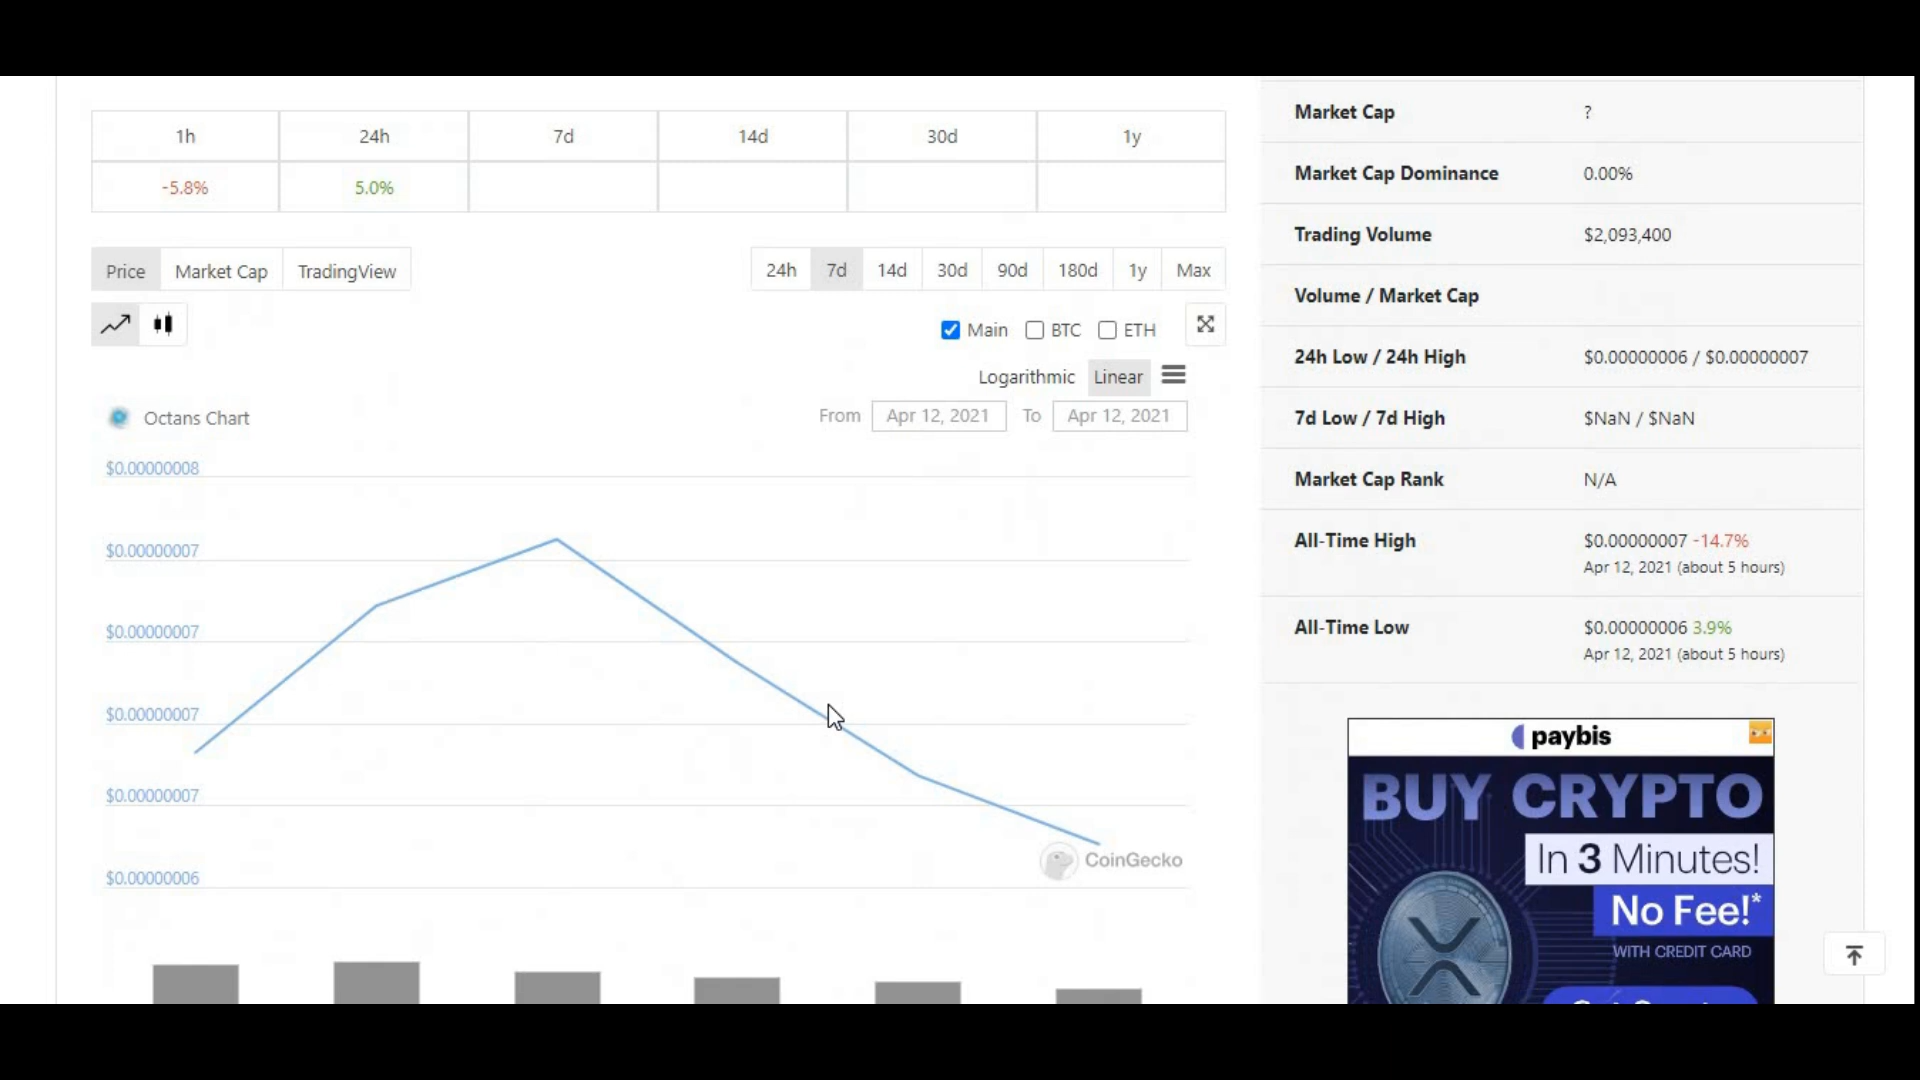 1h 24h 7d 14d 30d 1y
-5.8% 5.0%
Price Market Cap TradingView
24h 7d 14d 30d 90d 180d 1y Max
Main BTC ETH
Logarithmic Linear
Octans Chart
From Apr 12, 2021 To Apr 12, 2021
$0.00000008
$0.00000007
$0.00000007
$0.00000007
$0.00000007
$0.00000006
CoinGecko
Market Cap ?
Market Cap Dominance 0.00%
Trading Volume $2,093,400
Volume / Market Cap
24h Low / 24h High $0.00000006 / $0.00000007
7d Low / 7d High $NaN / $NaN
Market Cap Rank N/A
All-Time High $0.00000007 -14.7%
Apr 12, 2021 (about 5 hours)
All-Time Low $0.00000006 3.9%
Apr 12, 2021 (about 5 hours)
paybis
BUY CRYPTO
In 3 Minutes!
No Fee!*
WITH CREDIT CARD